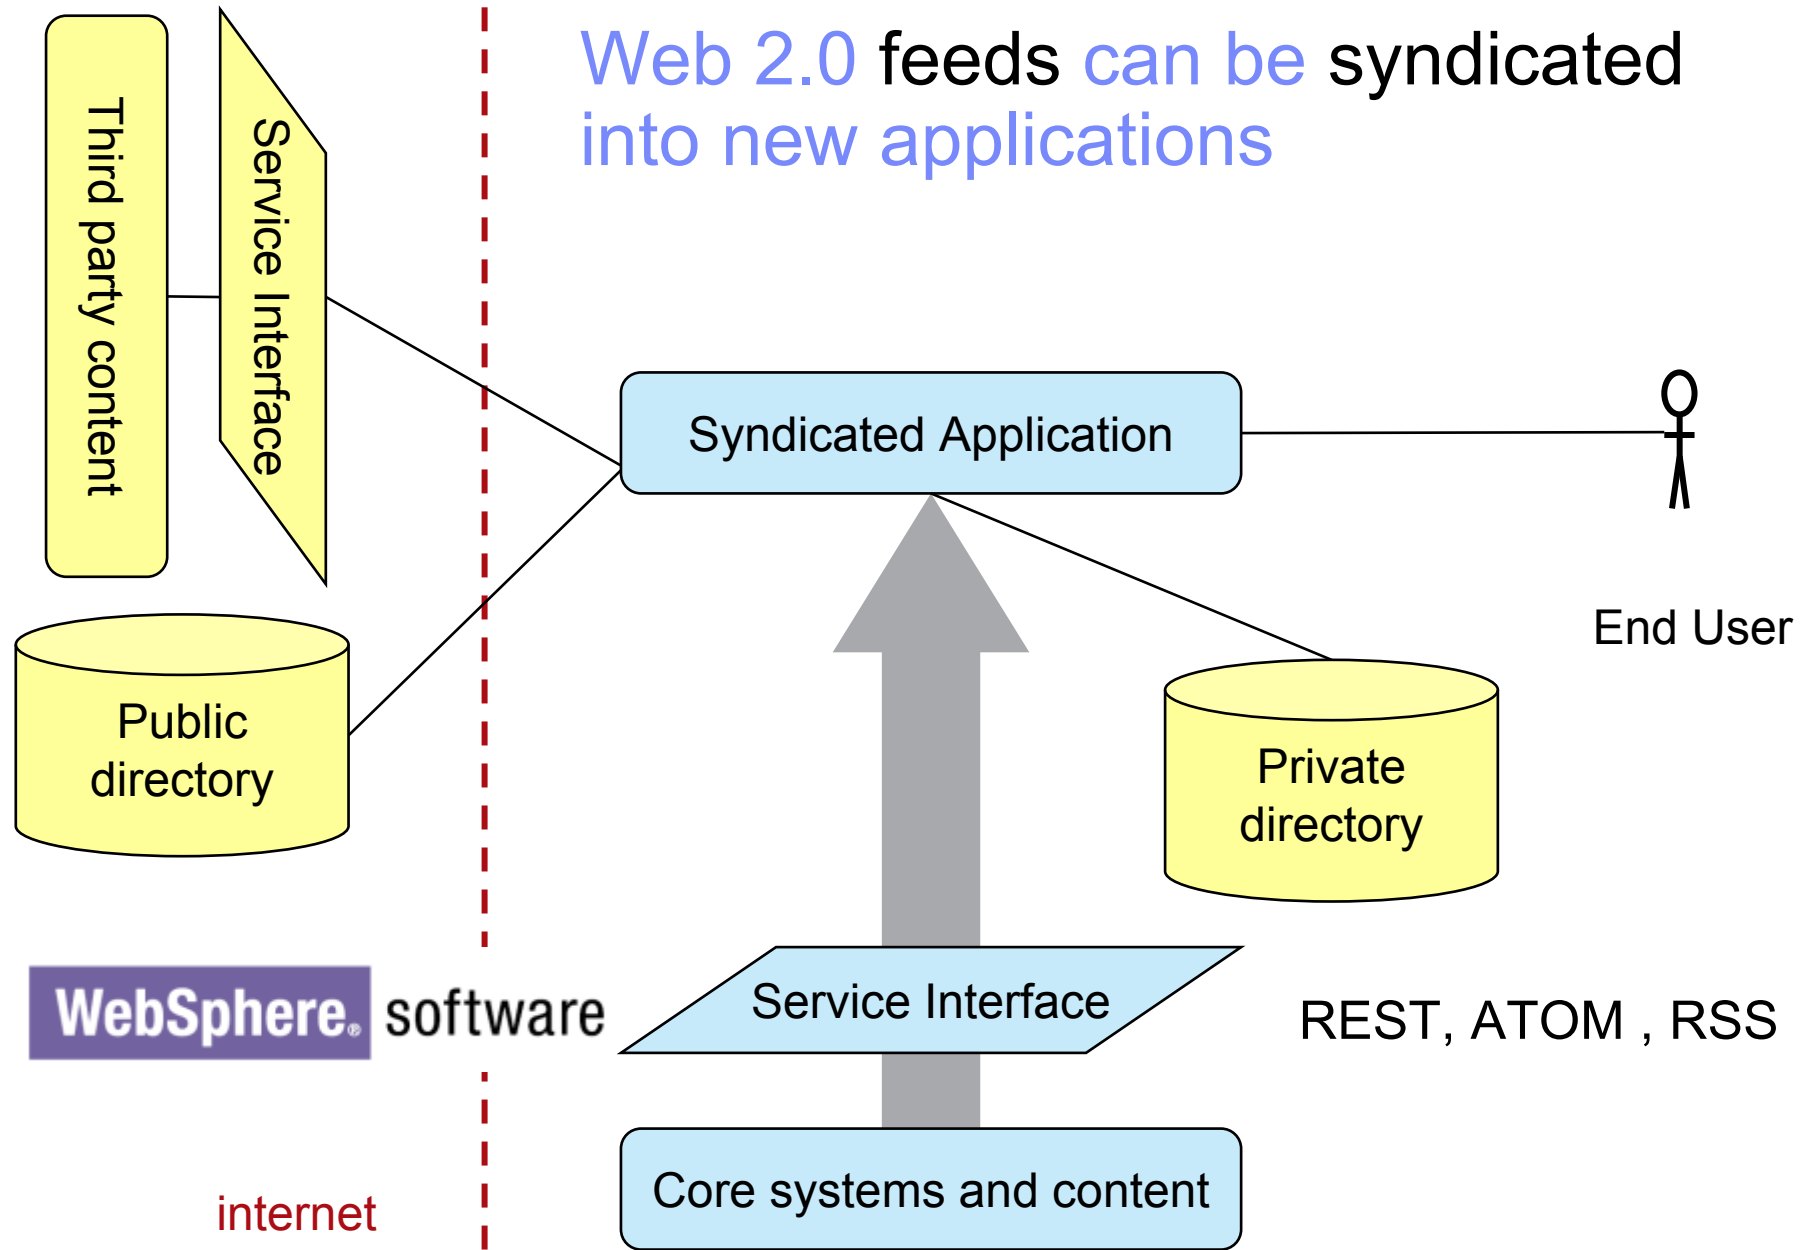 Web 2.0 feeds can be syndicated
into new applications
Third party content
Service Interface
Syndicated Application
End User
Public
directory
Private
directory
WebSphere® software
Service Interface
REST, ATOM , RSS
Core systems and content
internet